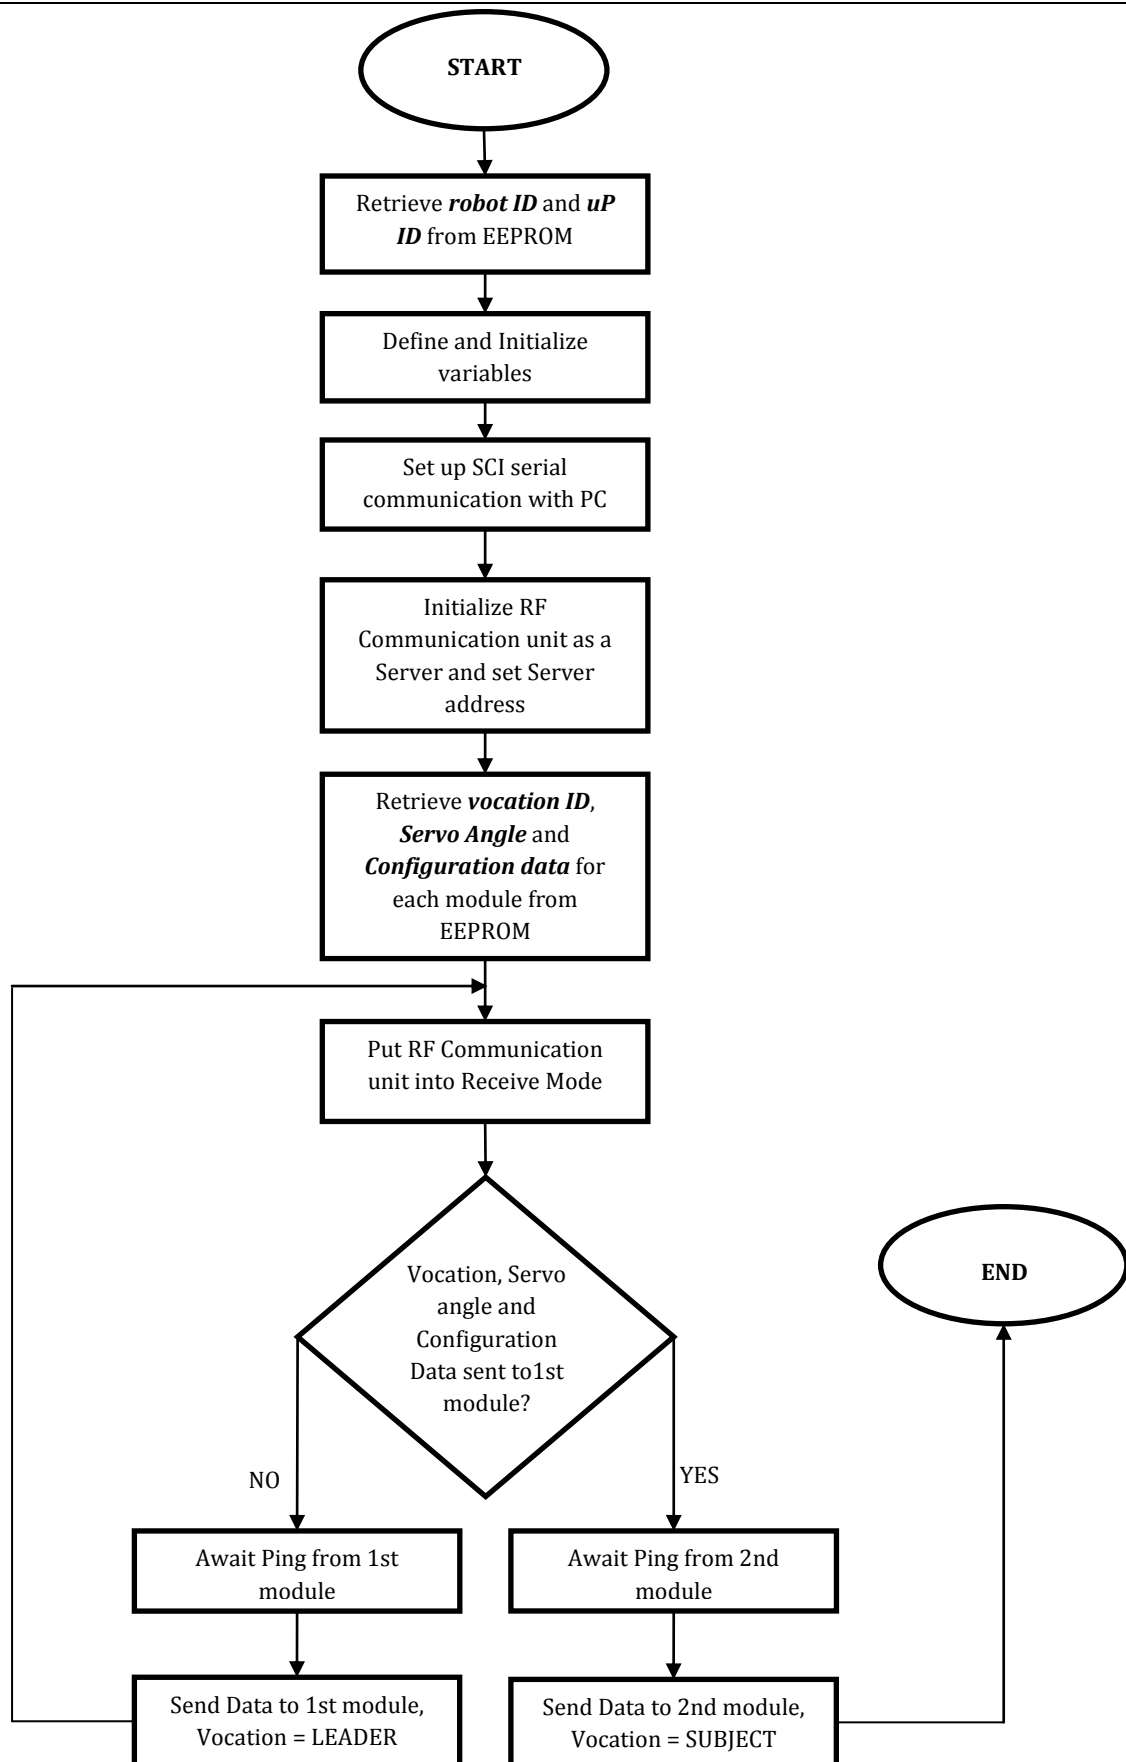 START
Retrieve robot ID and uP
ID from EEPROM
Define and Initialize
variables
Set up SCI serial
communication with PC
Initialize RF
Communication unit as a
Server and set Server
address
Retrieve vocation ID,
Servo Angle and
Configuration data for
each module from
EEPROM
Put RF Communication
unit into Receive Mode
Vocation, Servo
angle and
Configuration
Data sent to1st
module?
END
NO
YES
Await Ping from 1st
module
Await Ping from 2nd
module
Send Data to 1st module,
Vocation = LEADER
Send Data to 2nd module,
Vocation = SUBJECT